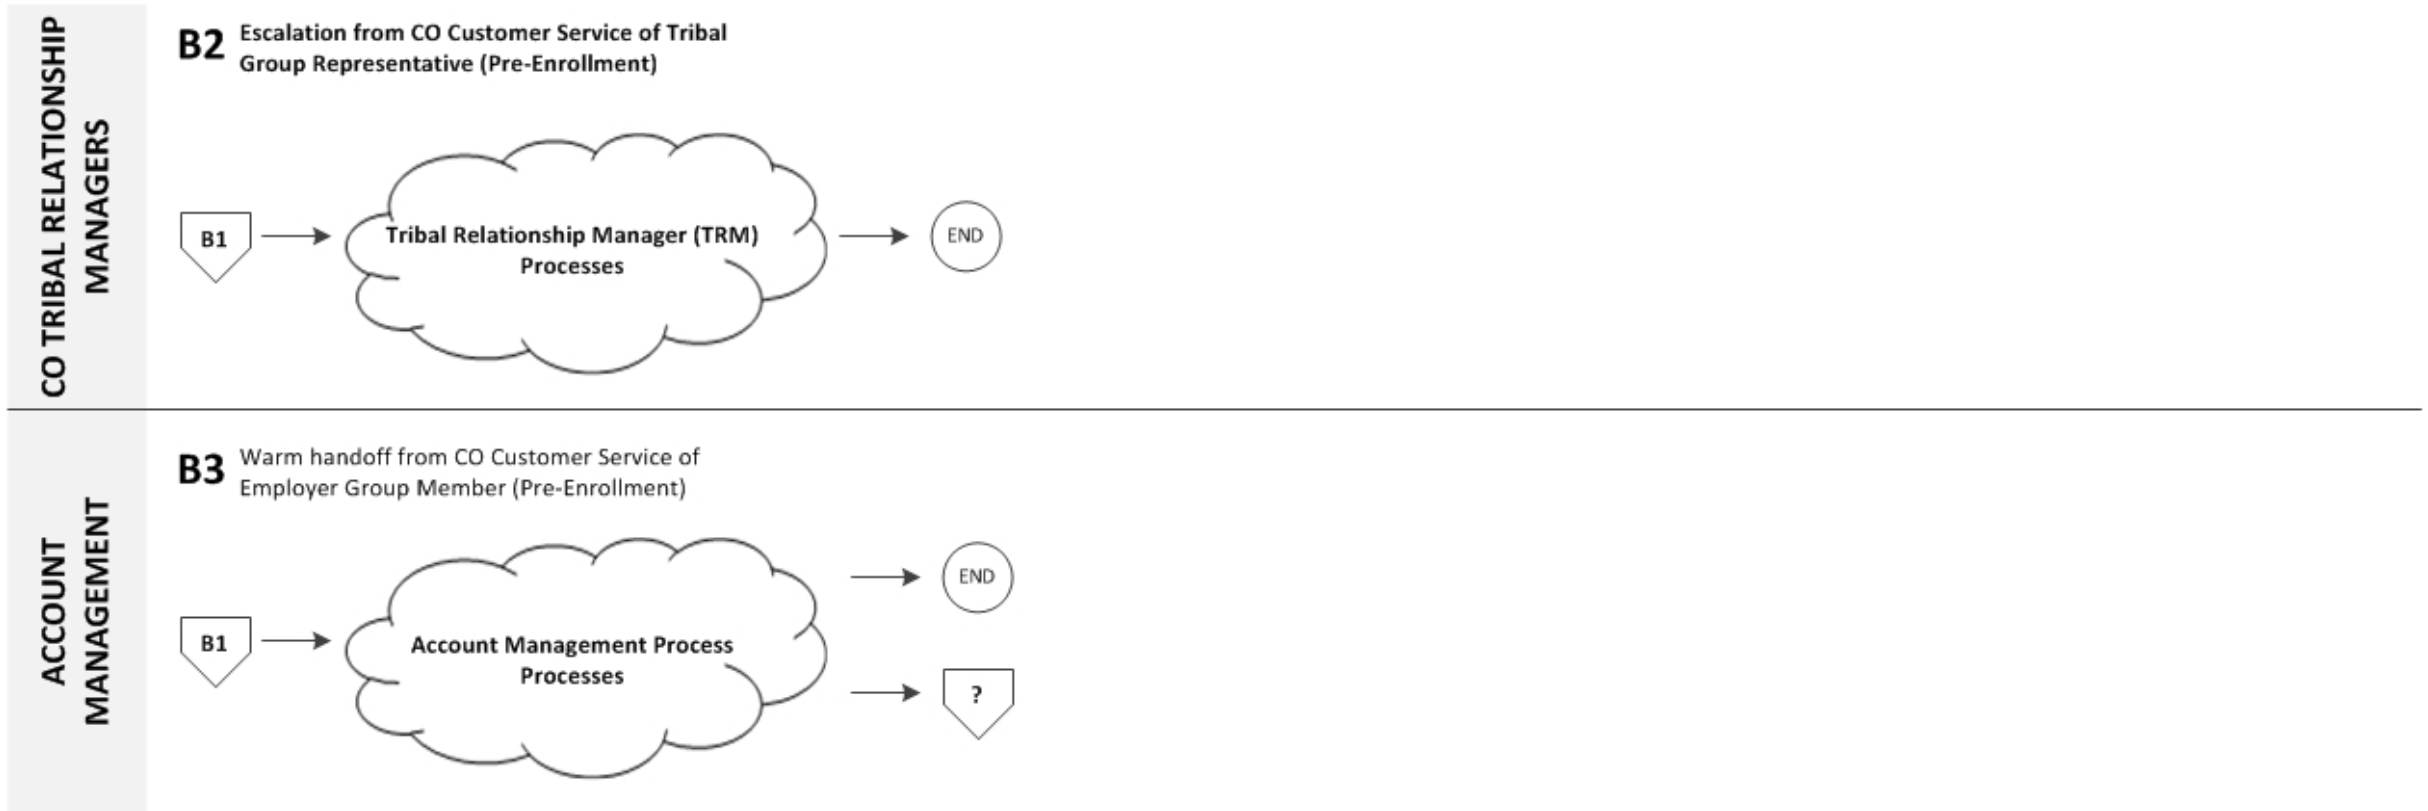 CO TRIBAL RELATIONSHIP
MANAGERS
B2
Escalation from CO Customer Service of Tribal
Group Representative (Pre-Enrollment)
B1
Tribal Relationship Manager (TRM)
Processes
END
ACCOUNT
MANAGEMENT
B3
Warm handoff from CO Customer Service of
Employer Group Member (Pre-Enrollment)
B1
Account Management Process
Processes
END
?